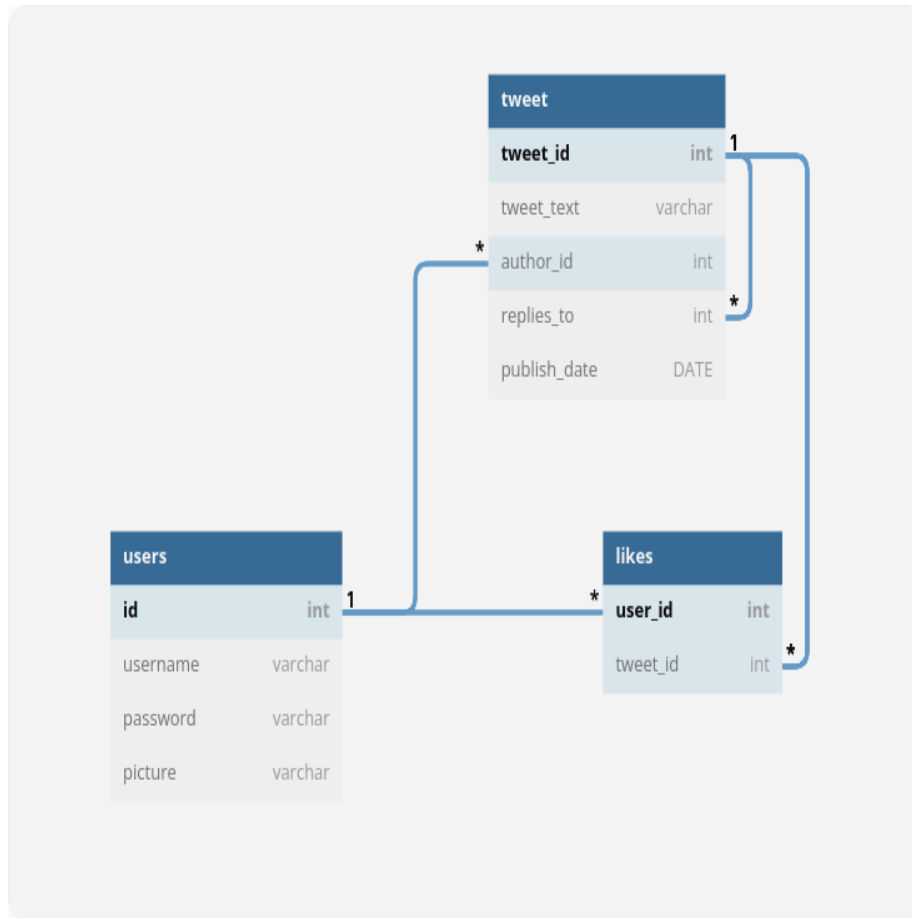 tweet
tweet_id int
1
tweet_text varchar
*
author_id int
replies_to int
*
publish_date DATE
users
id int
1
username varchar
password varchar
picture varchar
likes
*
user_id int
tweet_id int
*